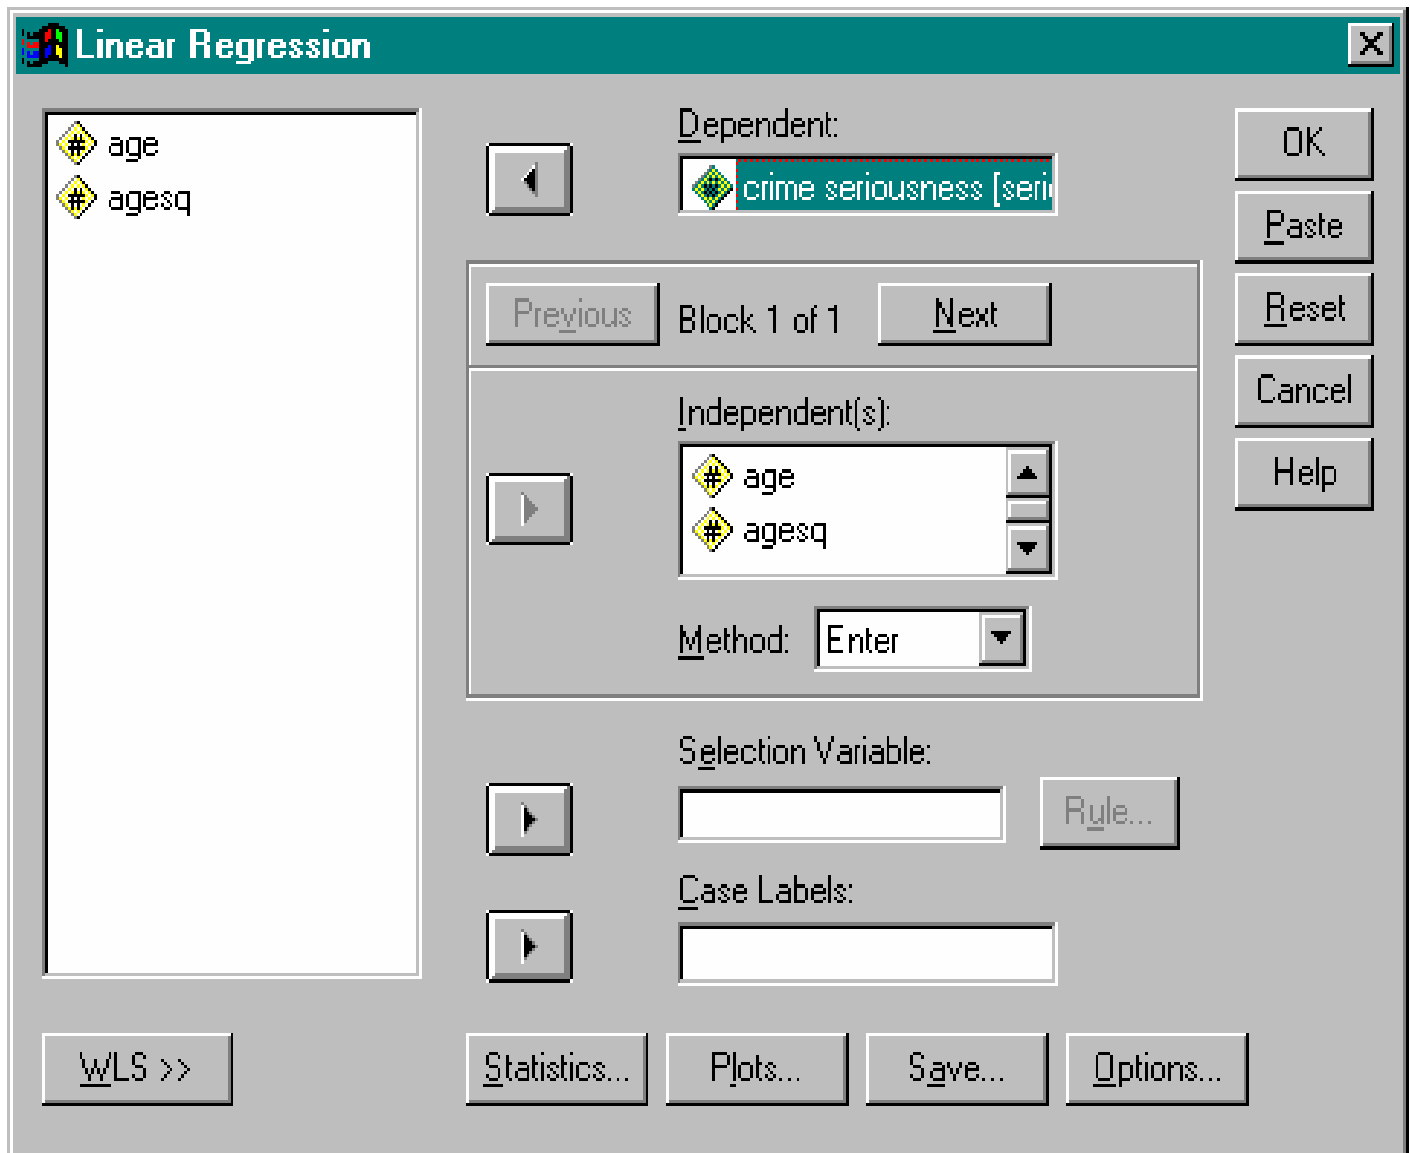 Linear Regression
age
agesq
Dependent:
crime seriousness [seri
OK
Paste
Reset
Cancel
Help
Previous
Block 1 of 1
Next
Independent(s):
# age
# agesq
Method:
Enter
Selection Variable:
Rule...
Case Labels:
WLS >>
Statistics...
Plots...
Save...
Options...